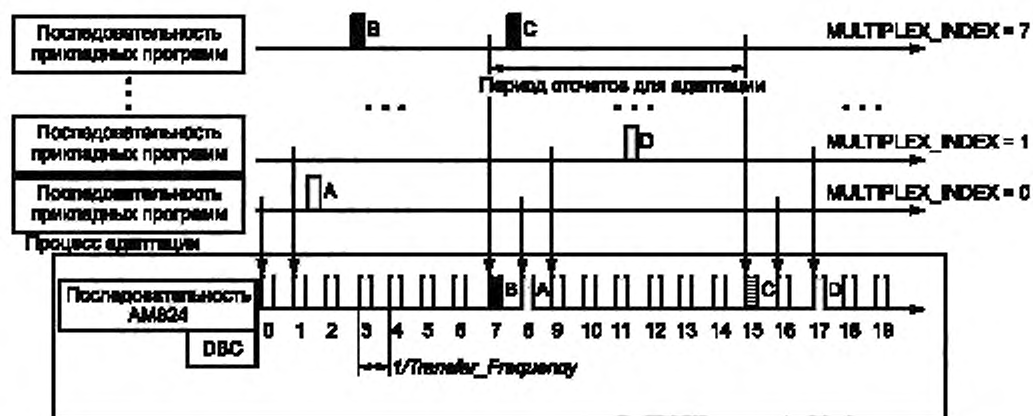 Последовательность
прикладных программ
B
C
MULTIPLEX_INDEX = 7
Период отсчетов для адаптации
Последовательность
прикладных программ
D
MULTIPLEX_INDEX = 1
Последовательность
прикладных программ
A
MULTIPLEX_INDEX = 0
Процесс адаптации
Последовательность
AM824
B A C D
0 1 2 3 4 5 6 7 8 9 10 11 12 13 14 15 16 17 18 19
DBC
1/Transfer_Frequency